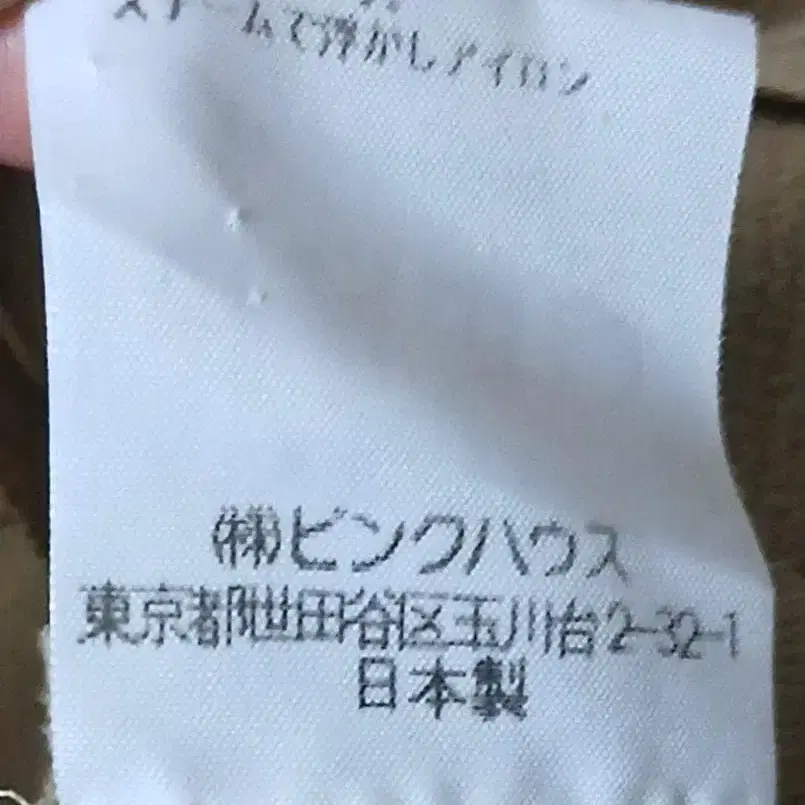 スチームで浮かしアイロン
㈱ピンクハウス
東京都世田谷区玉川台2-32-1
日本製